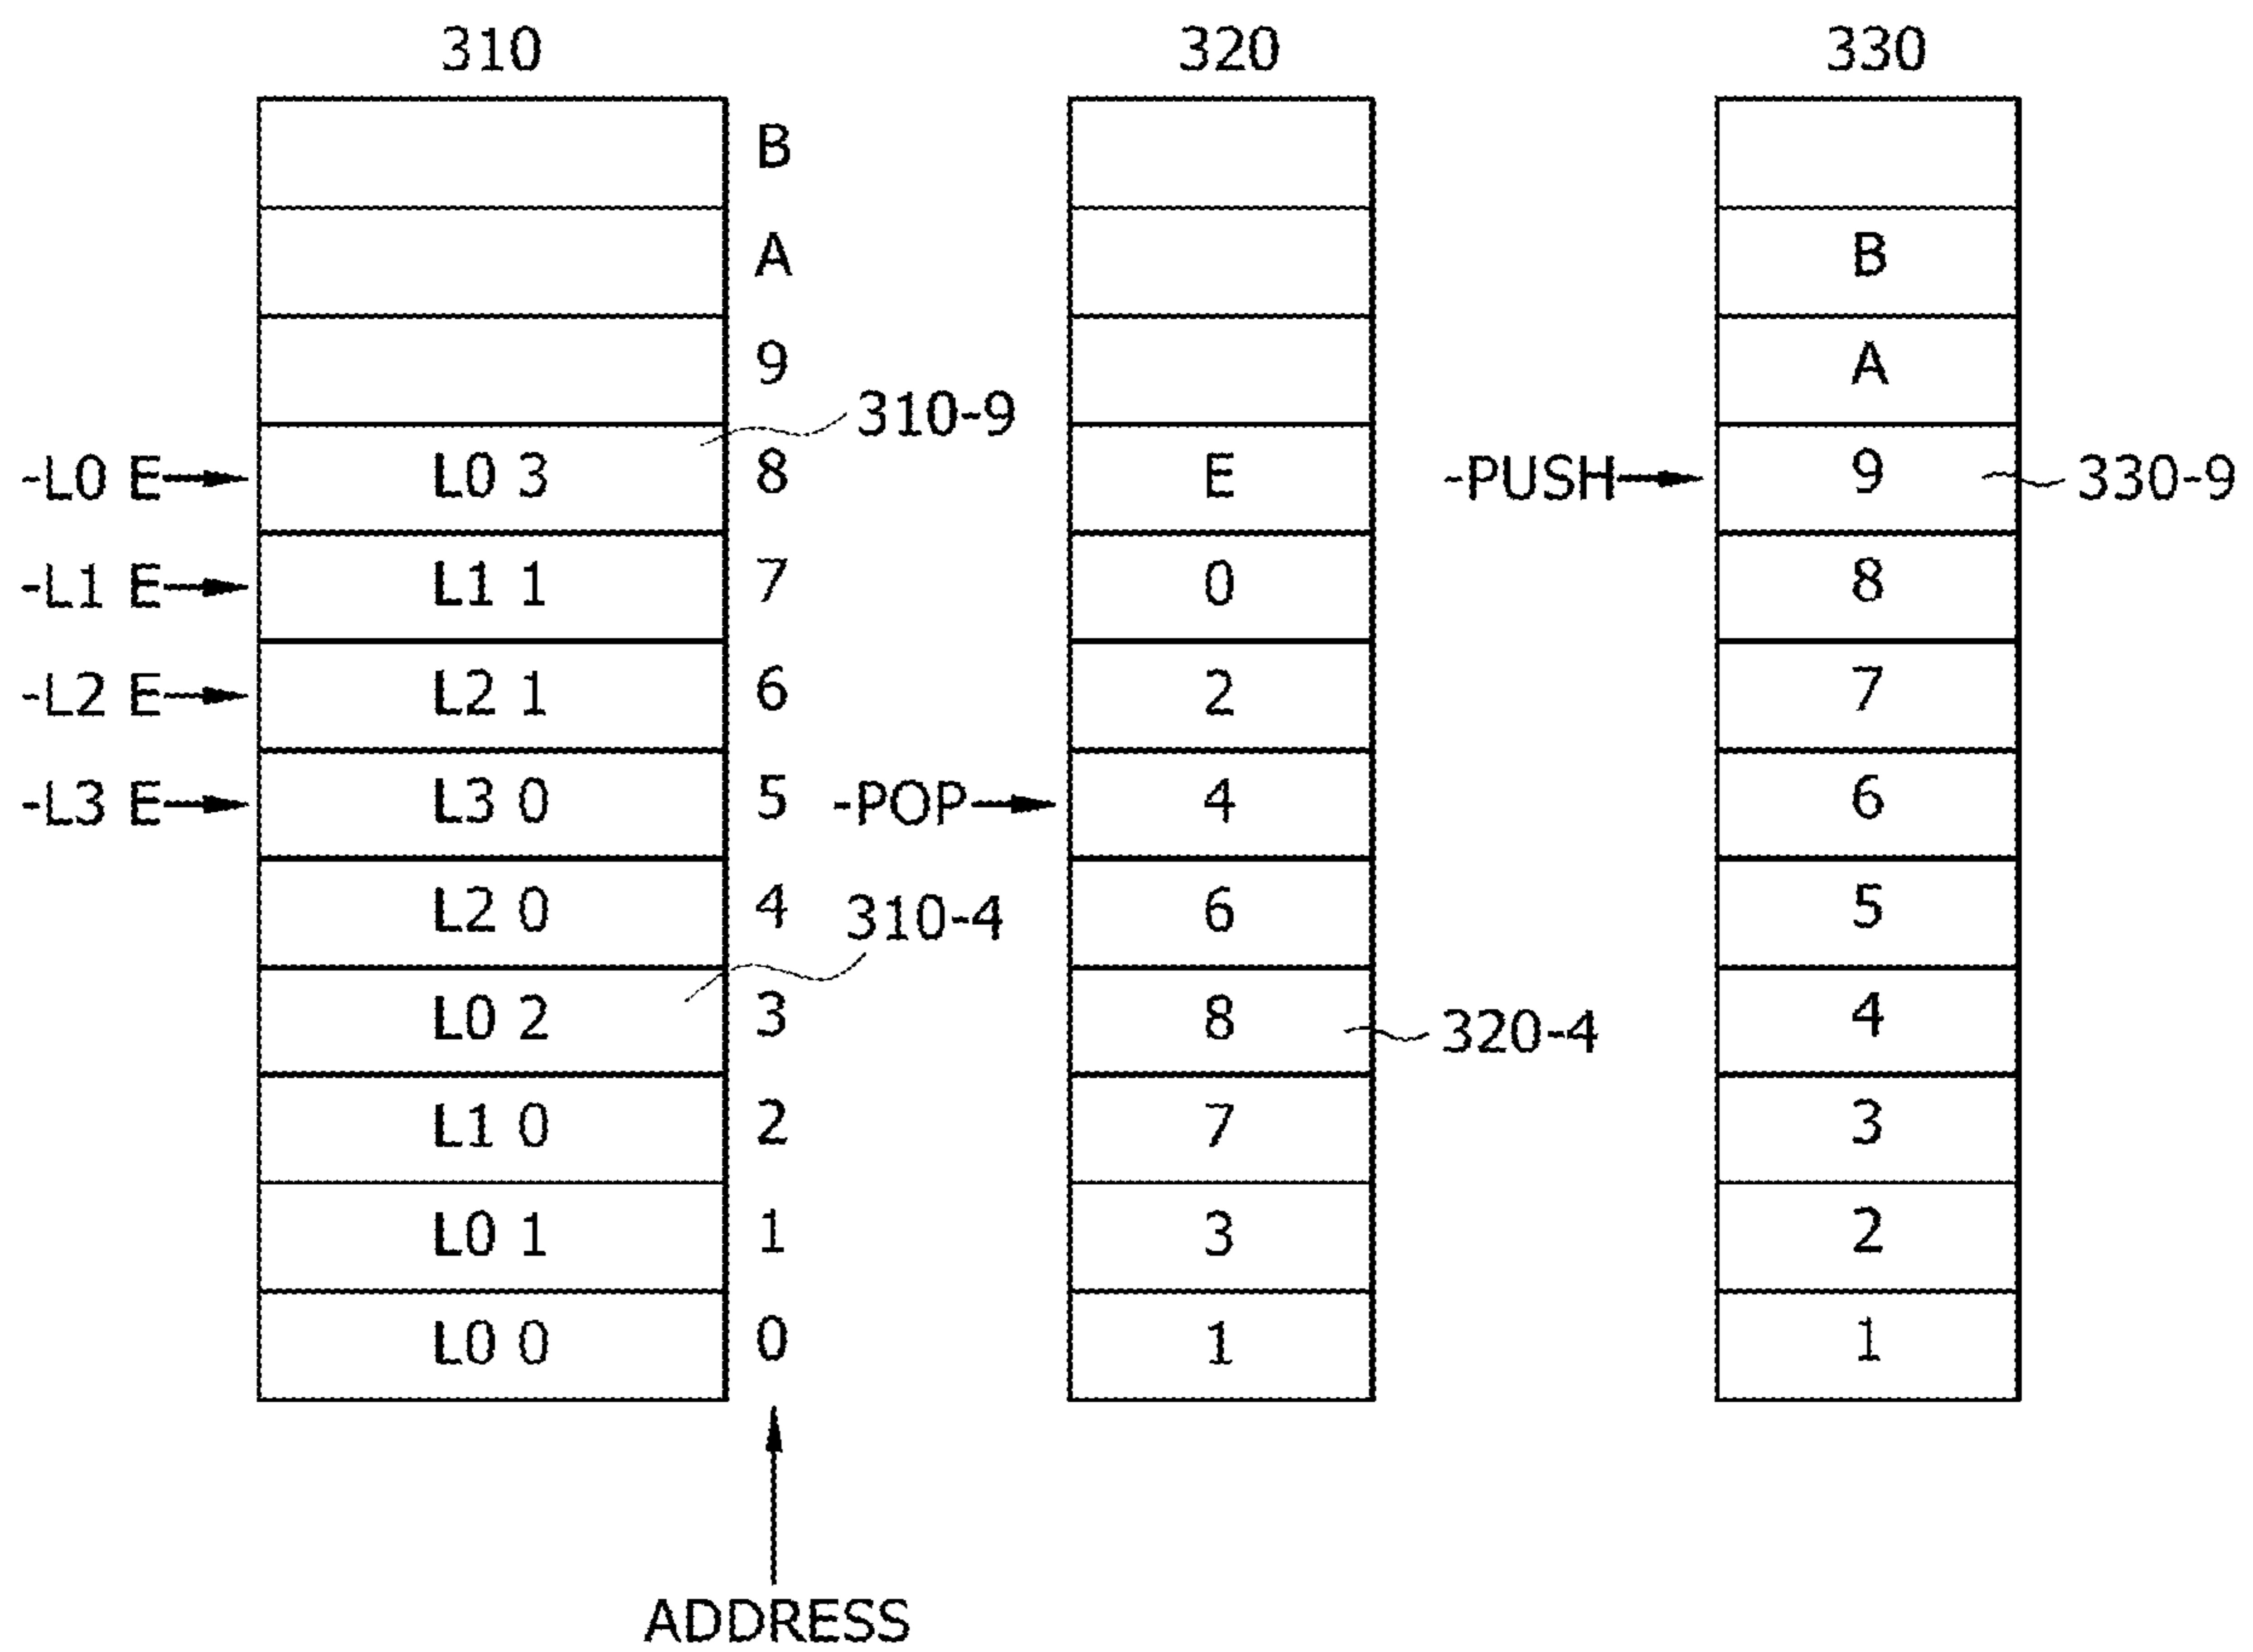 310 320 330
B
A B
9 A
310-9
-L0 E L0 3 8 E -PUSH 9 330-9
-L1 E L1 1 7 0 8
-L2 E L2 1 6 2 7
-L3 E L3 0 5 -POP 4 6
L2 0 4 6 5
310-4
L0 2 3 8 4
320-4
L1 0 2 7 3
L0 1 1 3 2
L0 0 0 1 1
ADDRESS